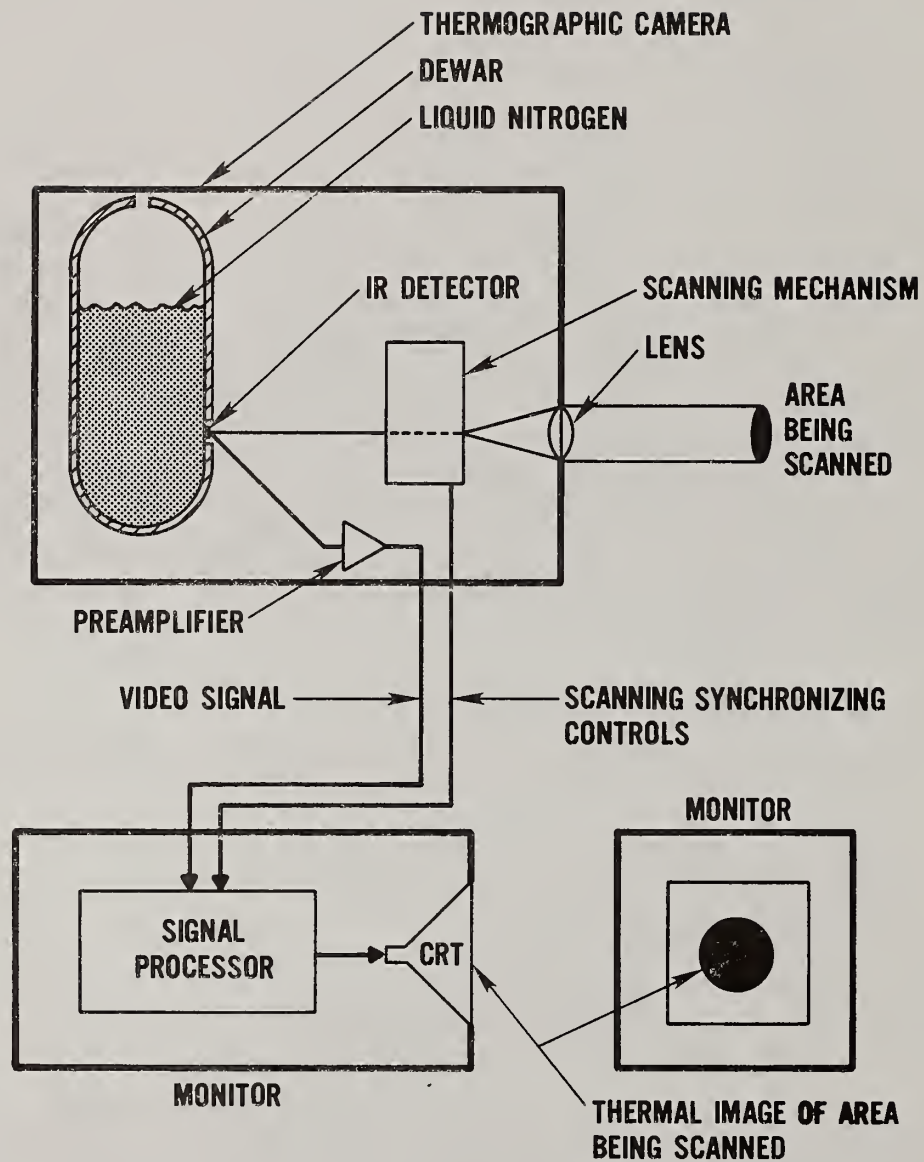 THERMOGRAPHIC CAMERA
DEWAR
LIQUID NITROGEN
IR DETECTOR
SCANNING MECHANISM
LENS
AREA
BEING
SCANNED
PREAMPLIFIER
VIDEO SIGNAL
SCANNING SYNCHRONIZING
CONTROLS
MONITOR
SIGNAL
PROCESSOR
CRT
MONITOR
THERMAL IMAGE OF AREA
BEING SCANNED